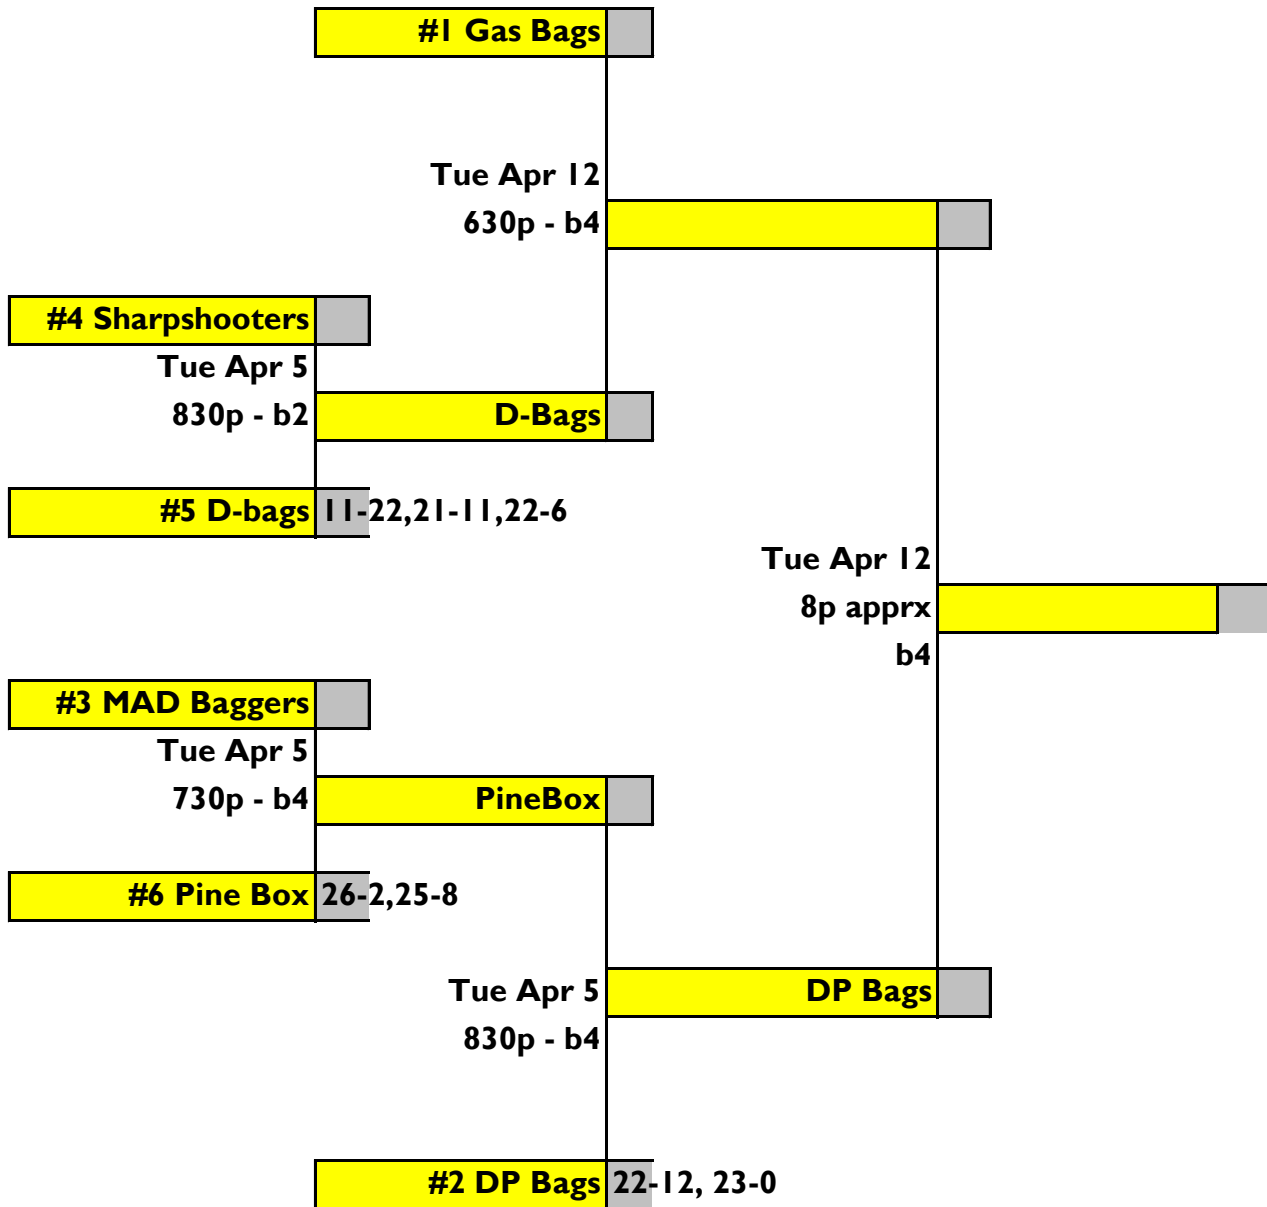 #1 Gas Bags
Tue Apr 12
630p - b4
#4 Sharpshooters
Tue Apr 5
830p - b2
D-Bags
#5 D-bags 11-22,21-11,22-6
Tue Apr 12
8p apprx
b4
#3 MAD Baggers
Tue Apr 5
730p - b4
PineBox
#6 Pine Box 26-2,25-8
Tue Apr 5
DP Bags
830p - b4
#2 DP Bags 22-12, 23-0